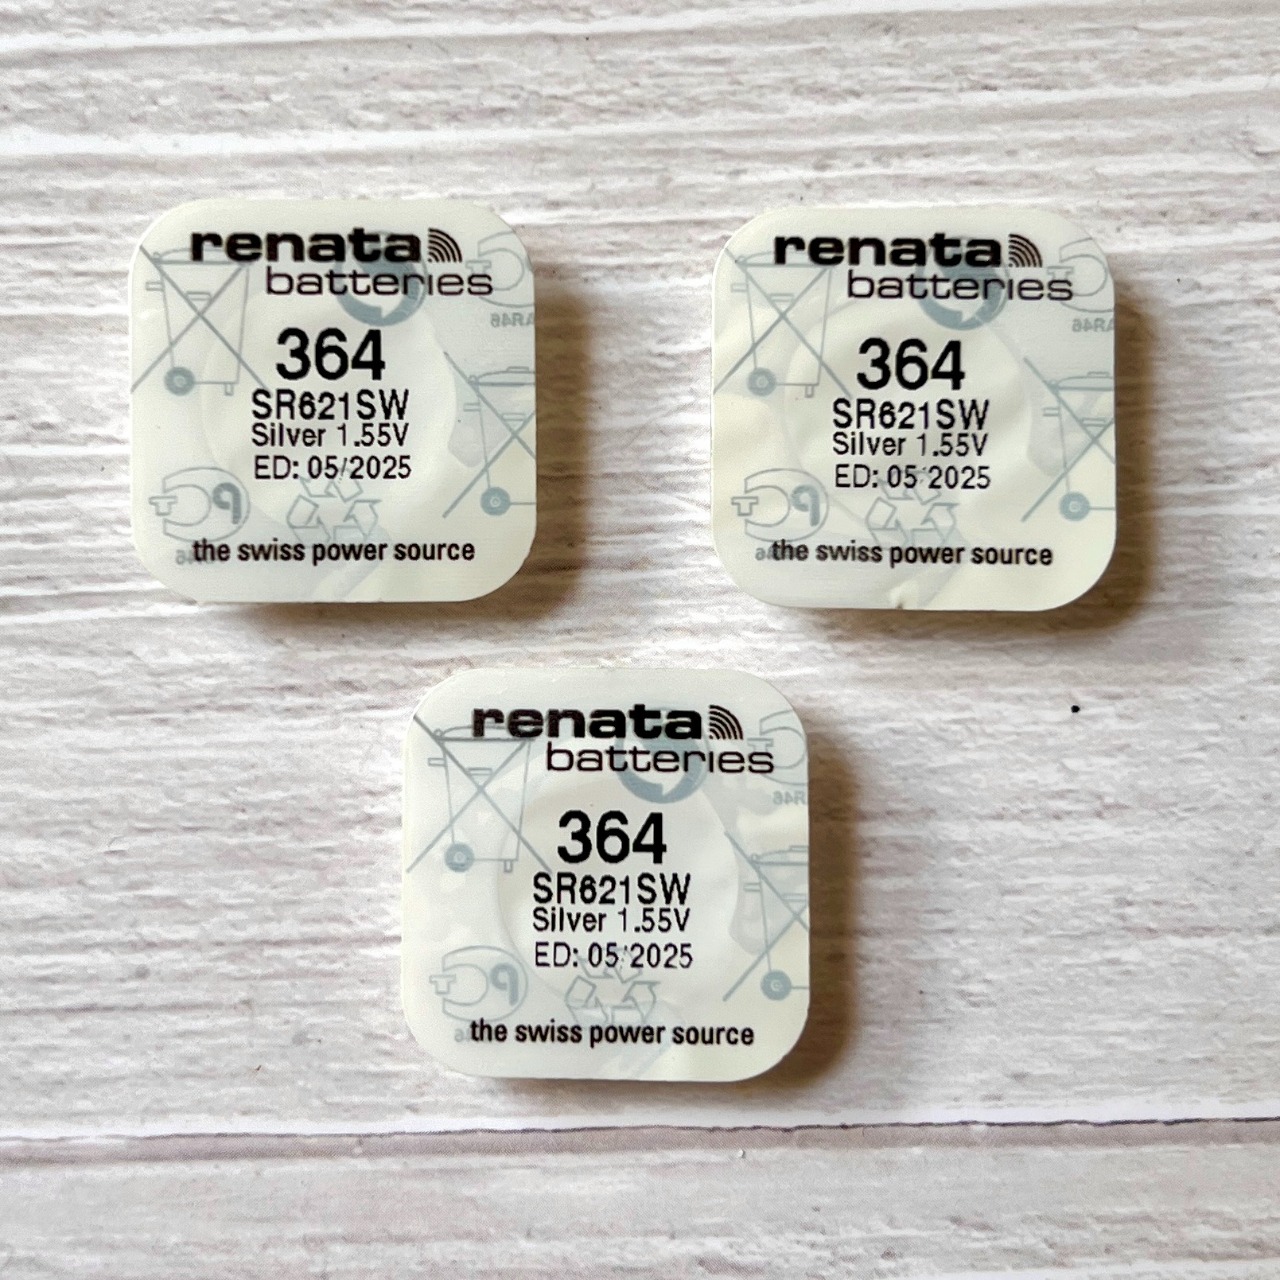 renata
batteries
364
SR621SW
Silver 1.55V
ED: 05/2025
the swiss power source
renata
batteries
364
SR621SW
Silver 1.55V
ED: 05 2025
the swiss power source
renata
batteries
364
SR621SW
Silver 1.55V
ED: 05/2025
the swiss power source